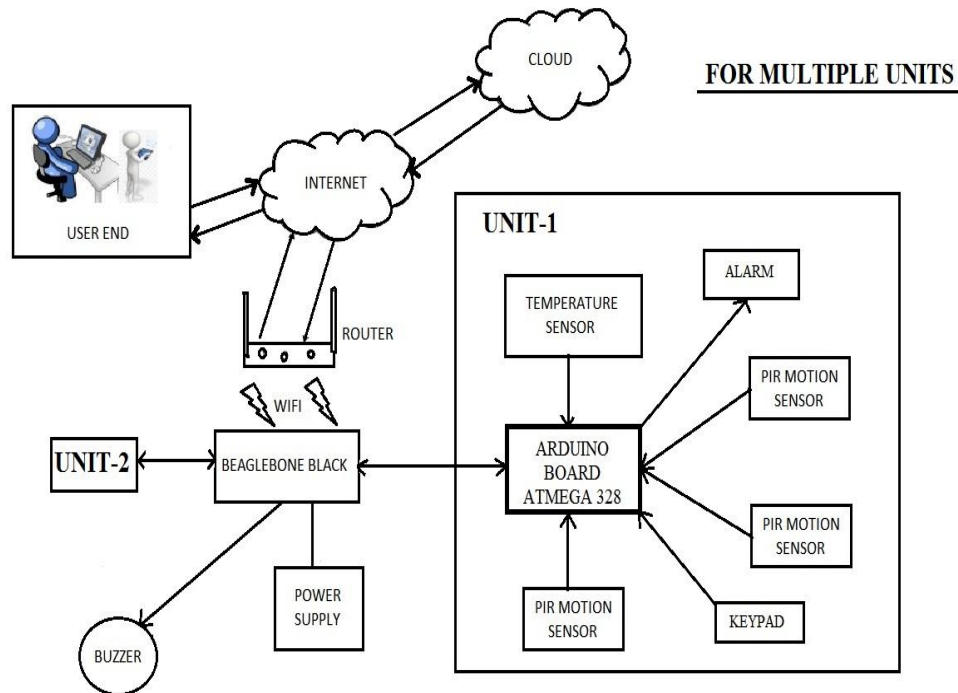 CLOUD
FOR MULTIPLE UNITS
INTERNET
USER END
UNIT-1
ALARM
TEMPERATURE
SENSOR
ROUTER
PIR MOTION
SENSOR
WIFI
UNIT-2
BEAGLEBONE BLACK
ARDUINO
BOARD
ATMEGA 328
PIR MOTION
SENSOR
POWER
SUPPLY
PIR MOTION
SENSOR
KEYPAD
BUZZER